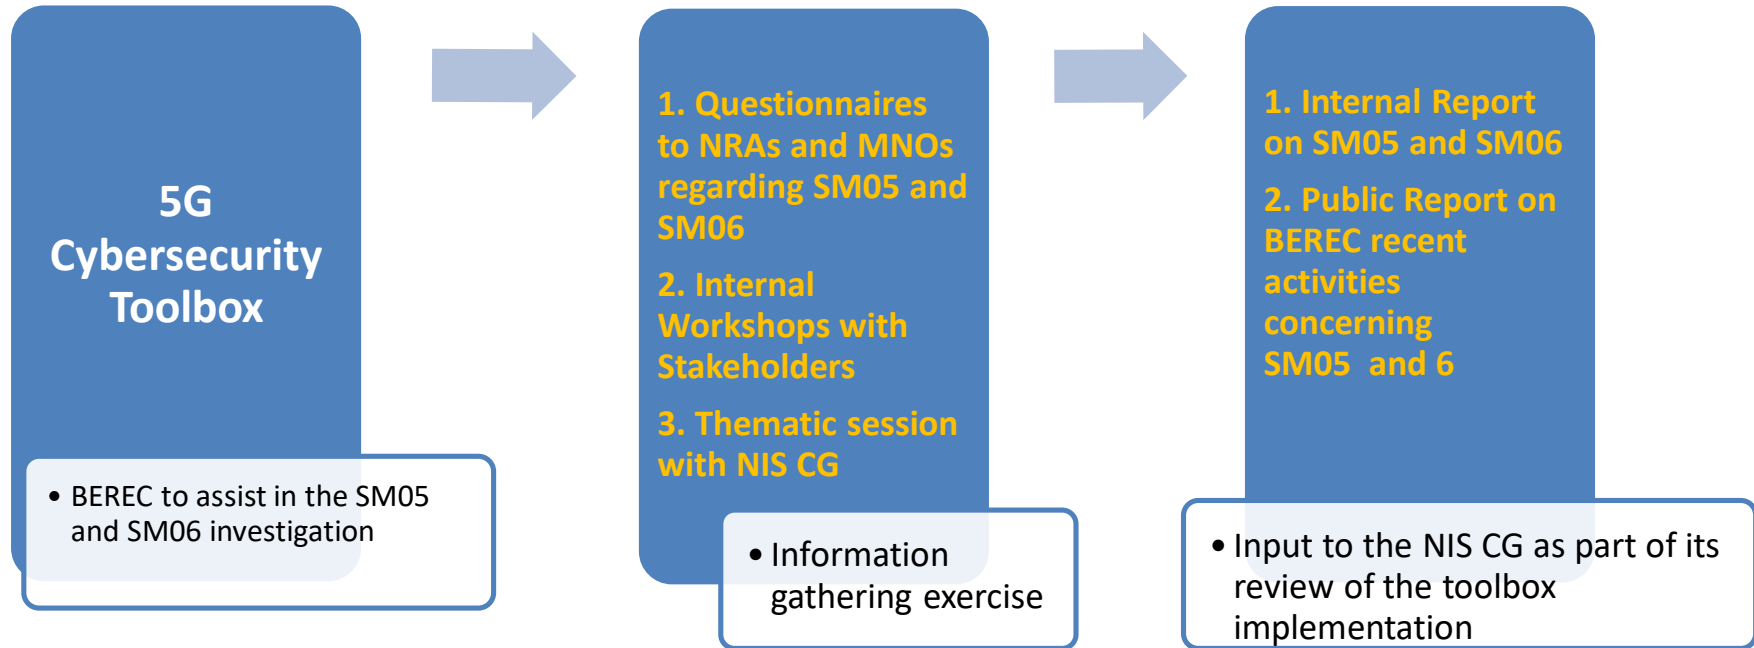 5G
Cybersecurity
Toolbox
• BEREC to assist in the SM05
and SM06 investigation
1. Questionnaires
to NRAs and MNOs
regarding SM05 and
SM06
2. Internal
Workshops with
Stakeholders
3. Thematic session
with NIS CG
• Information
gathering exercise
1. Internal Report
on SM05 and SM06
2. Public Report on
BEREC recent
activities
concerning
SM05 and 6
• Input to the NIS CG as part of its
review of the toolbox
implementation